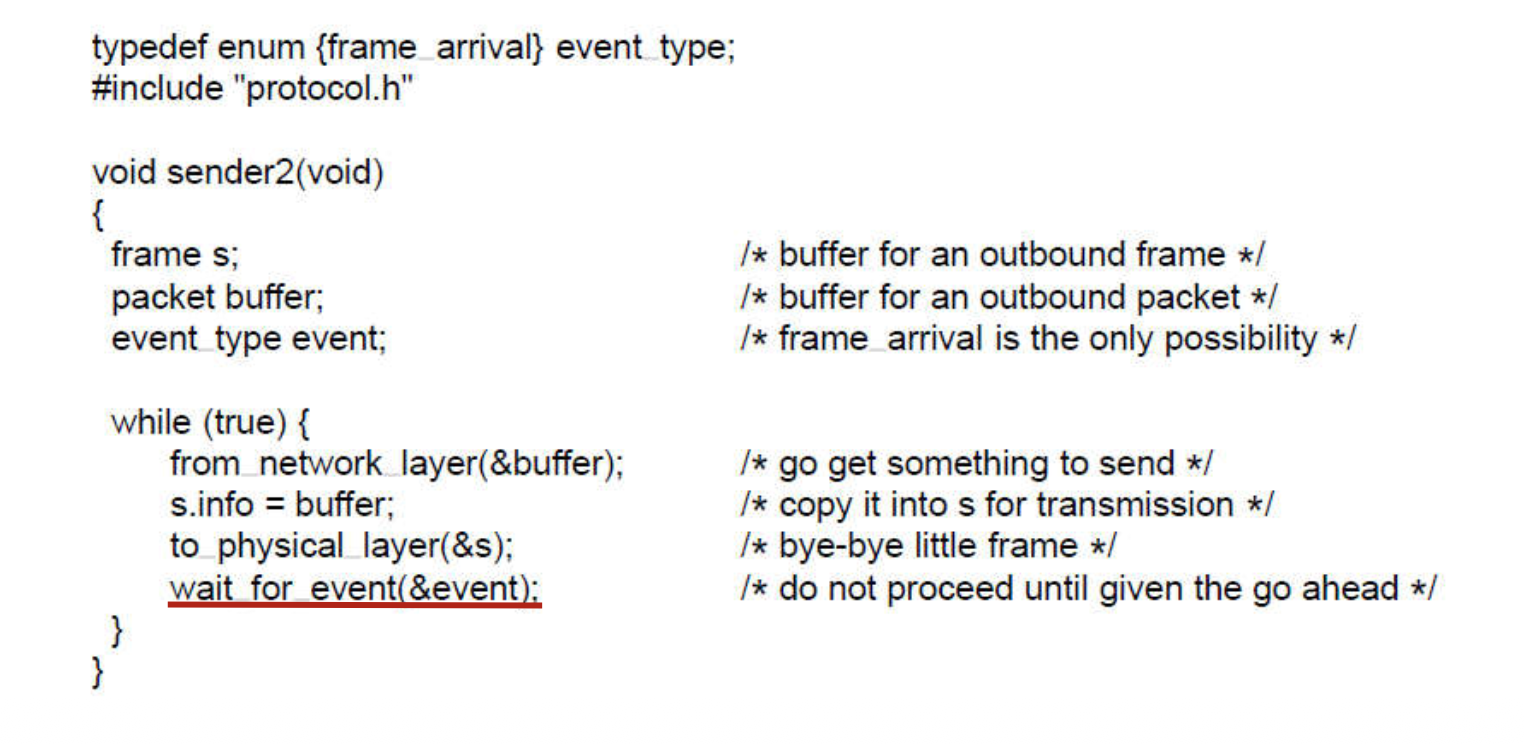 typedef enum {frame_arrival} event_type;
#include "protocol.h"
void sender2(void)
{
frame s; /* buffer for an outbound frame */
packet buffer; /* buffer for an outbound packet */
event_type event; /* frame_arrival is the only possibility */
while (true) {
from_network_layer(&buffer); /* go get something to send */
s.info = buffer; /* copy it into s for transmission */
to_physical_layer(&s); /* bye-bye little frame */
wait_for_event(&event); /* do not proceed until given the go ahead */
}
}